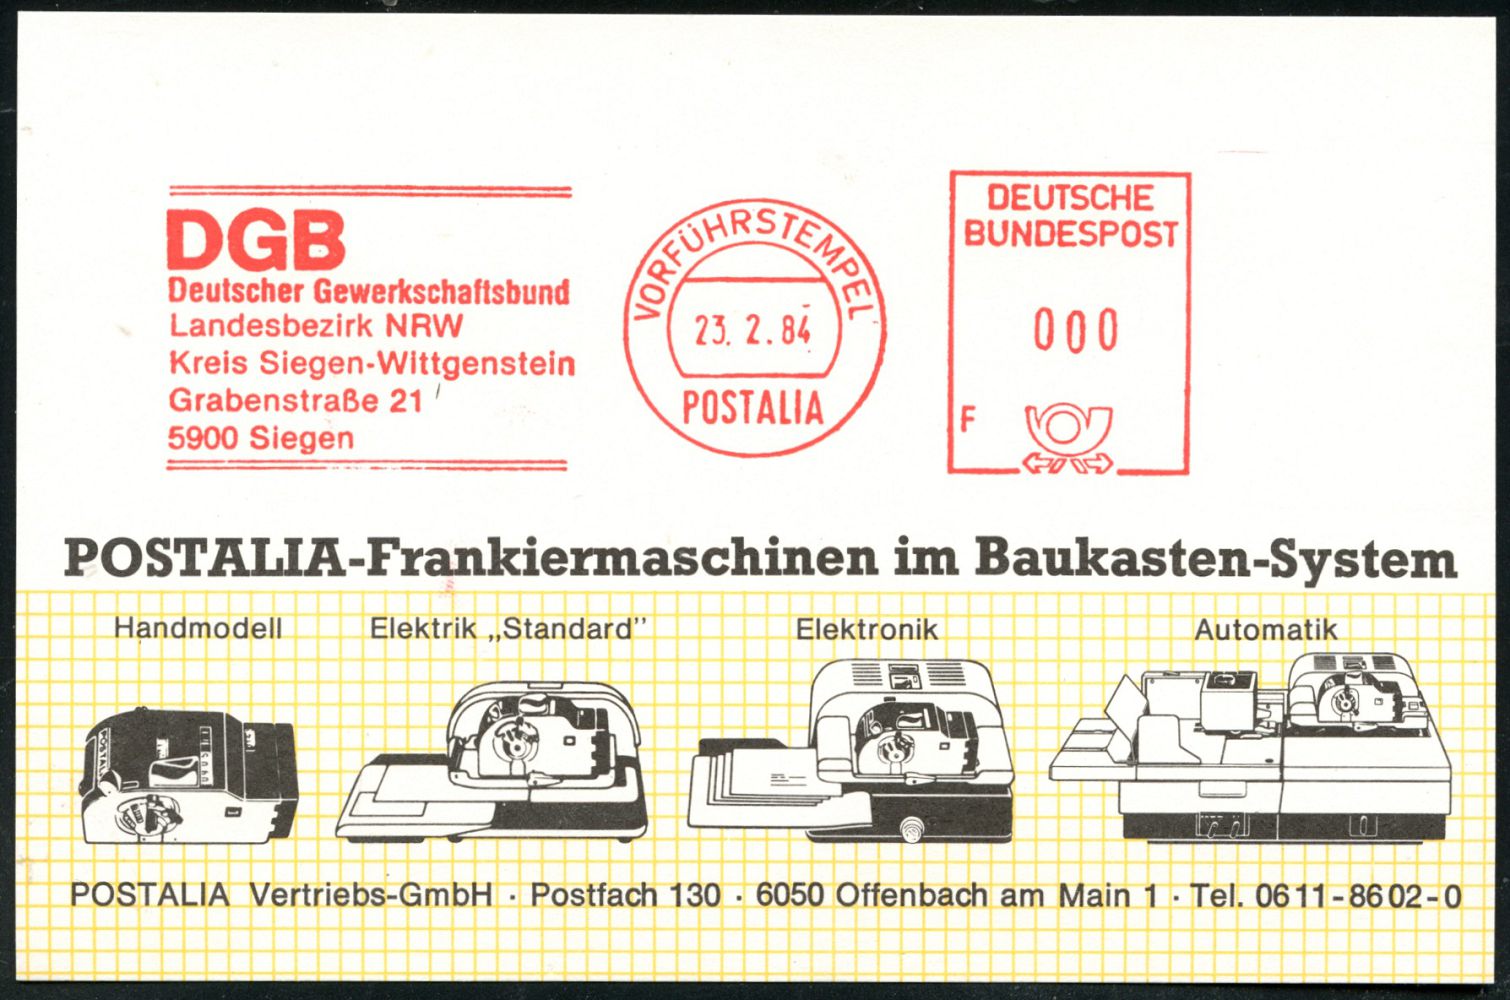 DGB
Deutscher Gewerkschaftsbund
Landesbezirk NRW
Kreis Siegen-Wittgenstein
Grabenstraße 21
5900 Siegen
VORFÜHRSTEMPEL
23. 2. 84
POSTALIA
DEUTSCHE
BUNDESPOST
000
F
POSTALIA-Frankiermaschinen im Baukasten-System
Handmodell
Elektrik „Standard”
Elektronik
Automatik
POSTALIA Vertriebs-GmbH · Postfach 130 · 6050 Offenbach am Main 1 · Tel. 0611-8602-0